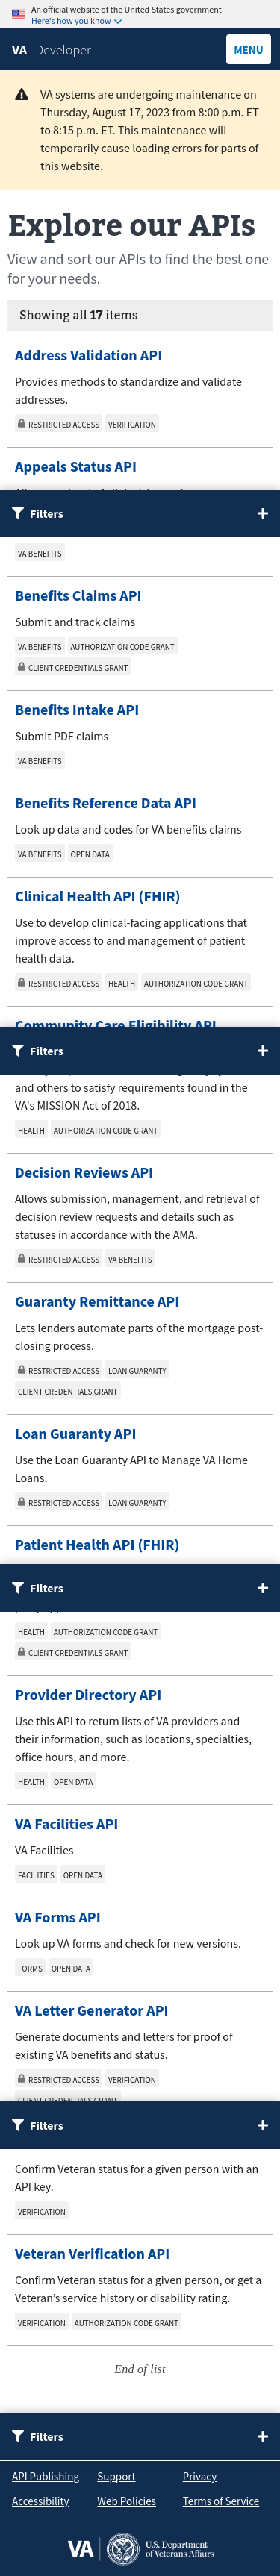 An official website of the United States government
Here's how you know
VA | Developer
MENU
VA systems are undergoing maintenance on
Thursday, August 17, 2023 from 8:00 p.m. ET
to 8:15 p.m. ET. This maintenance will
temporarily cause loading errors for parts of
this website.
Explore our APIs
View and sort our APIs to find the best one
for your needs.
Showing all 17 items
Address Validation API
Provides methods to standardize and validate
addresses.
RESTRICTED ACCESS VERIFICATION
Appeals Status API
Filters
VA BENEFITS
Benefits Claims API
Submit and track claims
VA BENEFITS AUTHORIZATION CODE GRANT
CLIENT CREDENTIALS GRANT
Benefits Intake API
Submit PDF claims
VA BENEFITS
Benefits Reference Data API
Look up data and codes for VA benefits claims
VA BENEFITS OPEN DATA
Clinical Health API (FHIR)
Use to develop clinical-facing applications that
improve access to and management of patient
health data.
RESTRICTED ACCESS HEALTH AUTHORIZATION CODE GRANT
Community Care Eligibility API
Filters
and others to satisfy requirements found in the
VA's MISSION Act of 2018.
HEALTH AUTHORIZATION CODE GRANT
Decision Reviews API
Allows submission, management, and retrieval of
decision review requests and details such as
statuses in accordance with the AMA.
RESTRICTED ACCESS VA BENEFITS
Guaranty Remittance API
Lets lenders automate parts of the mortgage post-
closing process.
RESTRICTED ACCESS LOAN GUARANTY
CLIENT CREDENTIALS GRANT
Loan Guaranty API
Use the Loan Guaranty API to Manage VA Home
Loans.
RESTRICTED ACCESS LOAN GUARANTY
Patient Health API (FHIR)
Filters
HEALTH AUTHORIZATION CODE GRANT
CLIENT CREDENTIALS GRANT
Provider Directory API
Use this API to return lists of VA providers and
their information, such as locations, specialties,
office hours, and more.
HEALTH OPEN DATA
VA Facilities API
VA Facilities
FACILITIES OPEN DATA
VA Forms API
Look up VA forms and check for new versions.
FORMS OPEN DATA
VA Letter Generator API
Generate documents and letters for proof of
existing VA benefits and status.
RESTRICTED ACCESS VERIFICATION
CLIENT CREDENTIALS GRANT
Filters
Confirm Veteran status for a given person with an
API key.
VERIFICATION
Veteran Verification API
Confirm Veteran status for a given person, or get a
Veteran's service history or disability rating.
VERIFICATION AUTHORIZATION CODE GRANT
End of list
Filters
API Publishing Support Privacy
Accessibility Web Policies Terms of Service
VA | U.S. Department
of Veterans Affairs